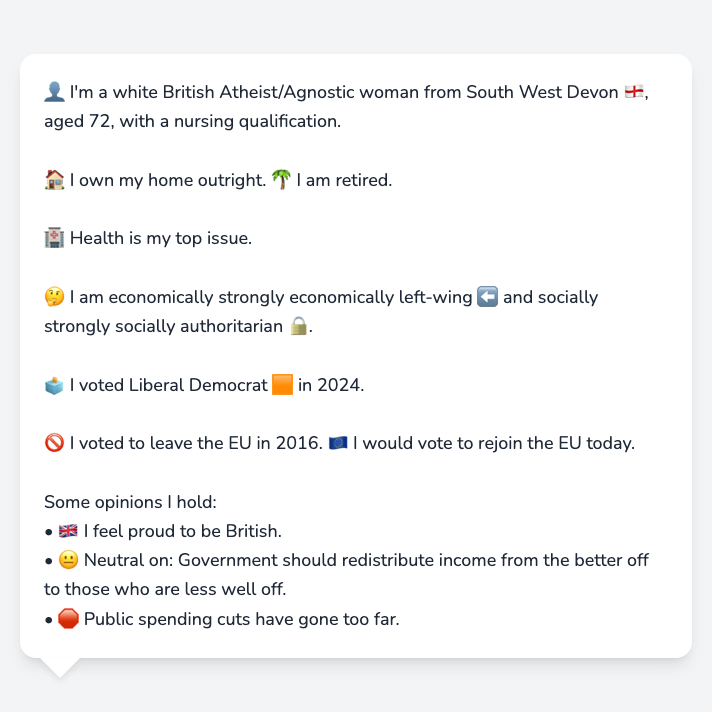 👤 I'm a white British Atheist/Agnostic woman from South West Devon 🏴󠁧󠁢󠁥󠁮󠁧󠁿,
aged 72, with a nursing qualification.
🏠 I own my home outright. 🌴 I am retired.
🏥 Health is my top issue.
🤔 I am economically strongly economically left-wing ⬅️ and socially
strongly socially authoritarian 🔒.
🗳️ I voted Liberal Democrat 🟧 in 2024.
🚫 I voted to leave the EU in 2016. 🇪🇺 I would vote to rejoin the EU today.
Some opinions I hold:
• 🇬🇧 I feel proud to be British.
• 😐 Neutral on: Government should redistribute income from the better off
to those who are less well off.
• 🛑 Public spending cuts have gone too far.